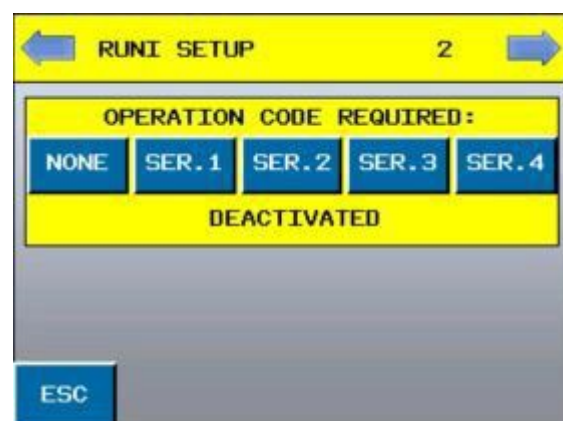 RUNI SETUP 2
OPERATION CODE REQUIRED:
NONE SER.1 SER.2 SER.3 SER.4
DEACTIVATED
ESC